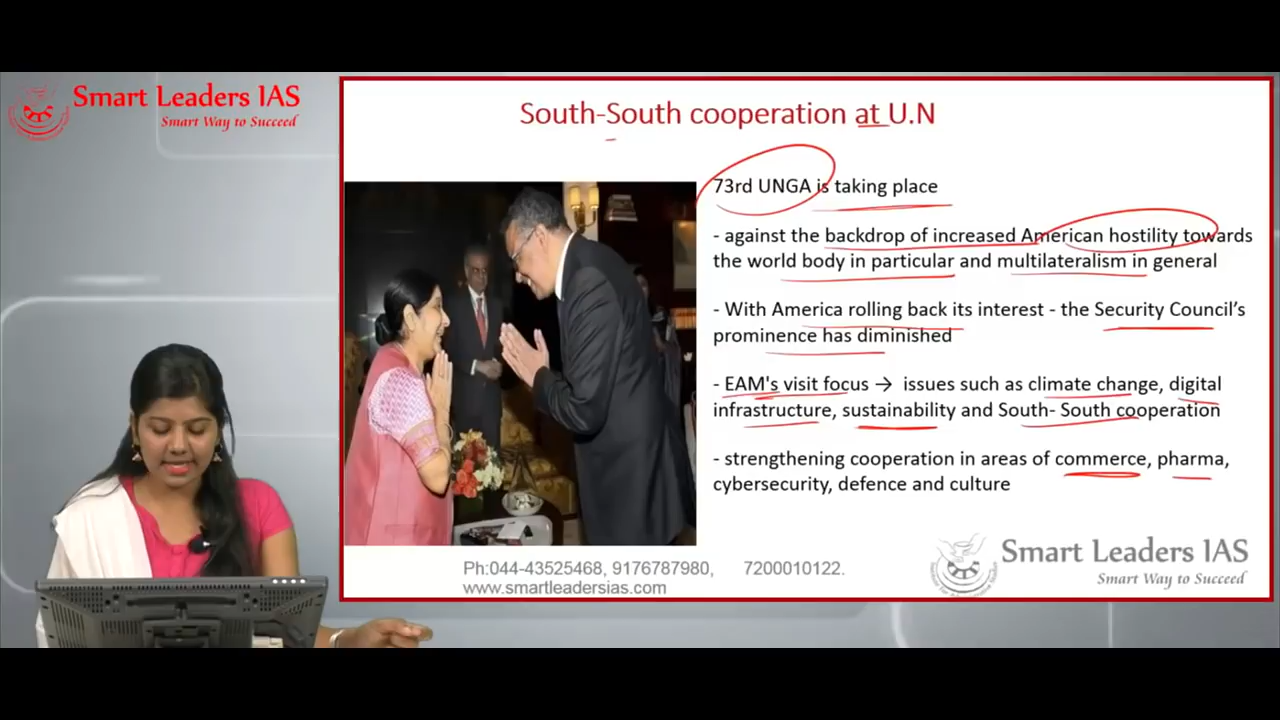 Smart Leaders IAS
Smart Way to Succeed
South-South cooperation at U.N
73rd UNGA is taking place
- against the backdrop of increased American hostility towards
the world body in particular and multilateralism in general
- With America rolling back its interest - the Security Council's
prominence has diminished
- EAM's visit focus → issues such as climate change, digital
infrastructure, sustainability and South- South cooperation
- strengthening cooperation in areas of commerce, pharma,
cybersecurity, defence and culture
Smart Leaders IAS
Smart Way to Succeed
Ph:044-43525468, 9176787980, 7200010122.
www.smartleadersias.com